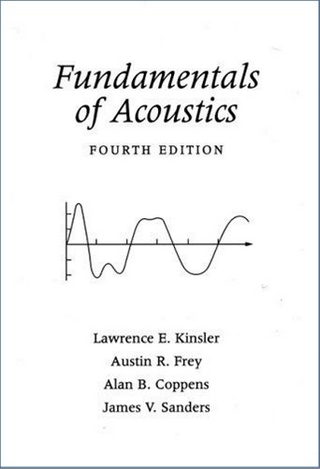 Fundamentals
of Acoustics
FOURTH EDITION
Lawrence E. Kinsler
Austin R. Frey
Alan B. Coppens
James V. Sanders